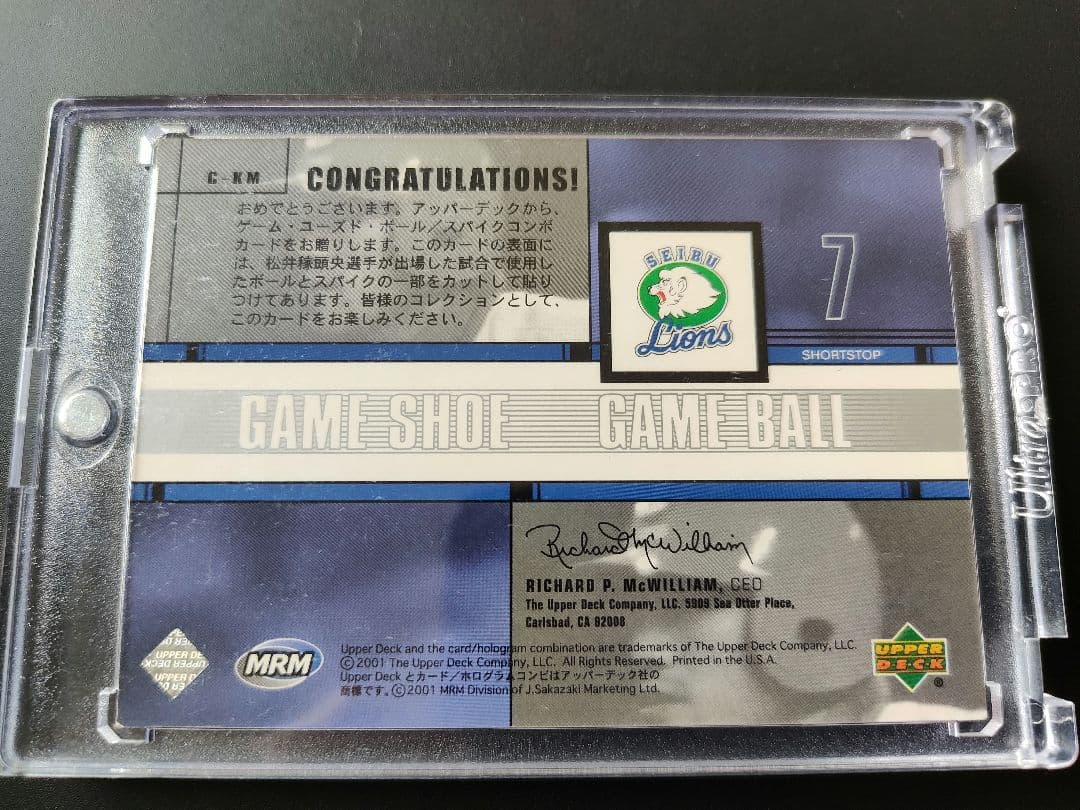 C-KM
CONGRATULATIONS!
おめでとうございます。アッパーデックから、
ゲーム・ユーズド・ボール／スパイクコンボ
カードをお贈りします。このカードの表面に
は、松井稼頭央選手が出場した試合で使用し
たボールとスパイクの一部をカットして貼り
つけてあります。皆様のコレクションとして、
このカードをお楽しみください。
SEIBU
Lions
7
SHORTSTOP
GAME SHOE GAME BALL
Richard McWilliam
RICHARD P. McWILLIAM, CEO
The Upper Deck Company, LLC. 5909 Sea Otter Place,
Carlsbad, CA 92008
Upper Deck and the card/hologram combination are trademarks of The Upper Deck Company, LLC.
©2001 The Upper Deck Company, LLC. All Rights Reserved. Printed in the U.S.A.
Upper Deck とカード／ホログラムコンビはアッパーデック社の
商標です。©2001 MRM Division of J.Sakazaki Marketing Ltd.
UPPER DECK
MRM
UPPER
DECK
®
Ultra PRO